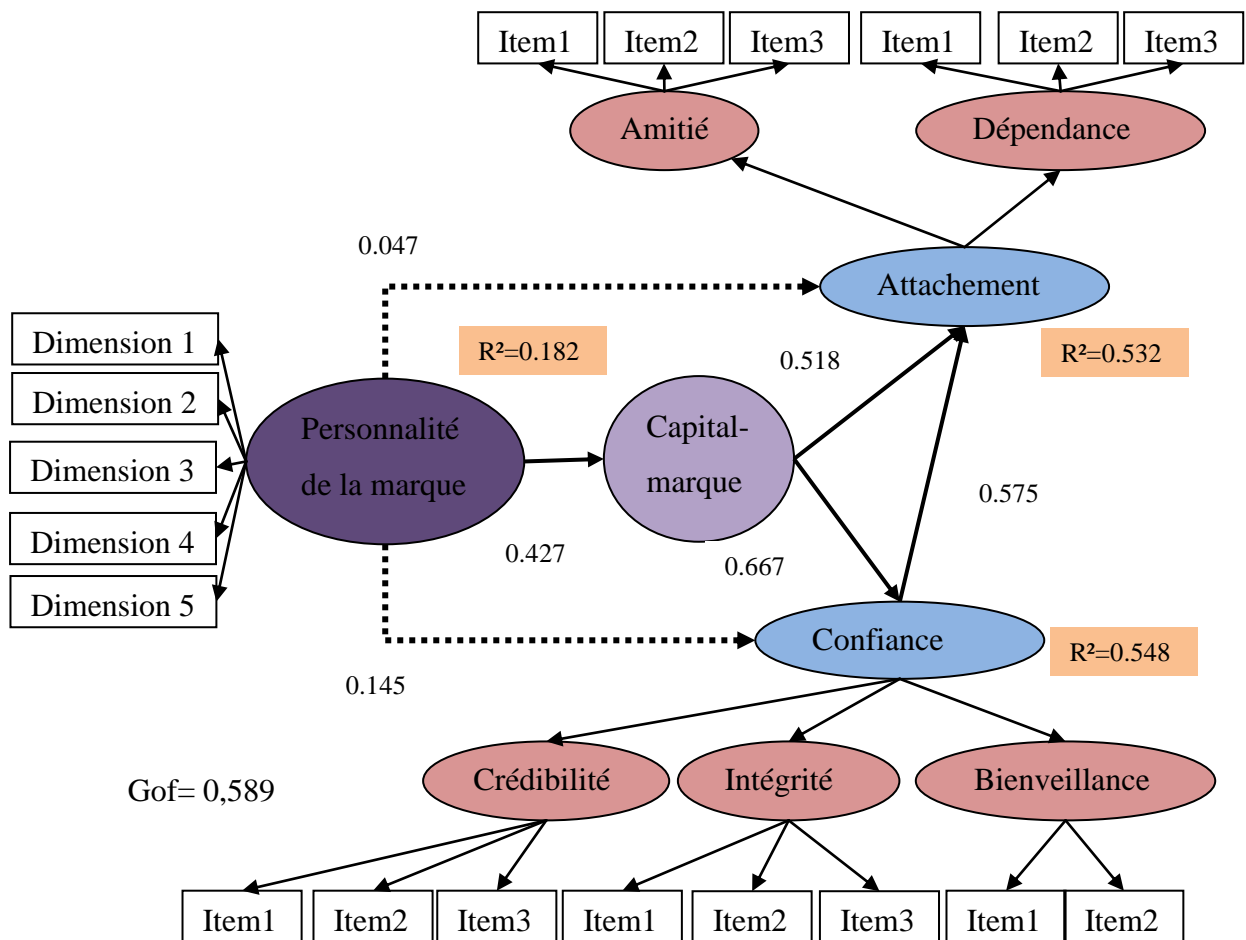 Item1
Item2
Item3
Item1
Item2
Item3
Amitié
Dépendance
0.047
Attachement
Dimension 1
Dimension 2
Dimension 3
Dimension 4
Dimension 5
R²=0.182
0.518
R²=0.532
Personnalité
de la marque
Capital-
marque
0.575
0.427
0.667
Confiance
R²=0.548
0.145
Crédibilité
Intégrité
Bienveillance
Gof= 0,589
Item1
Item2
Item3
Item1
Item2
Item3
Item1
Item2